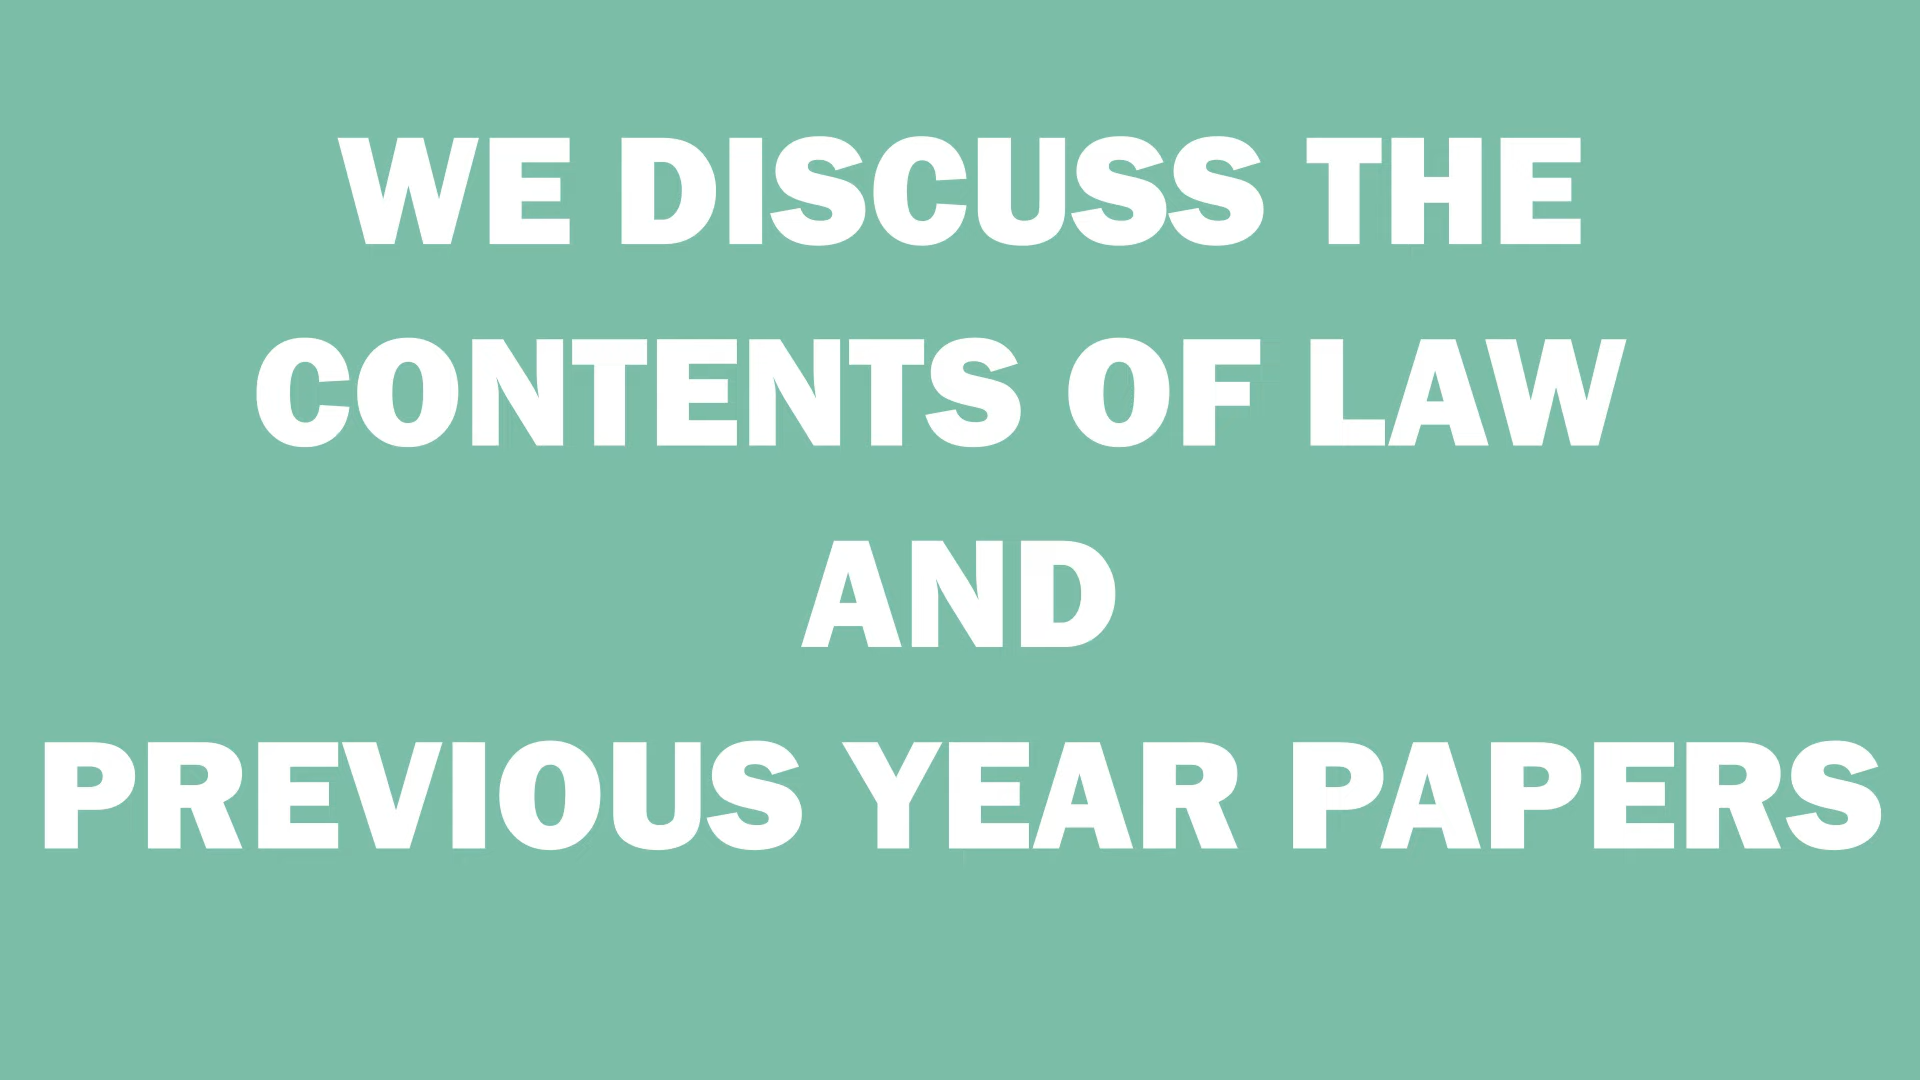 WE DISCUSS THE
CONTENTS OF LAW
AND
PREVIOUS YEAR PAPERS